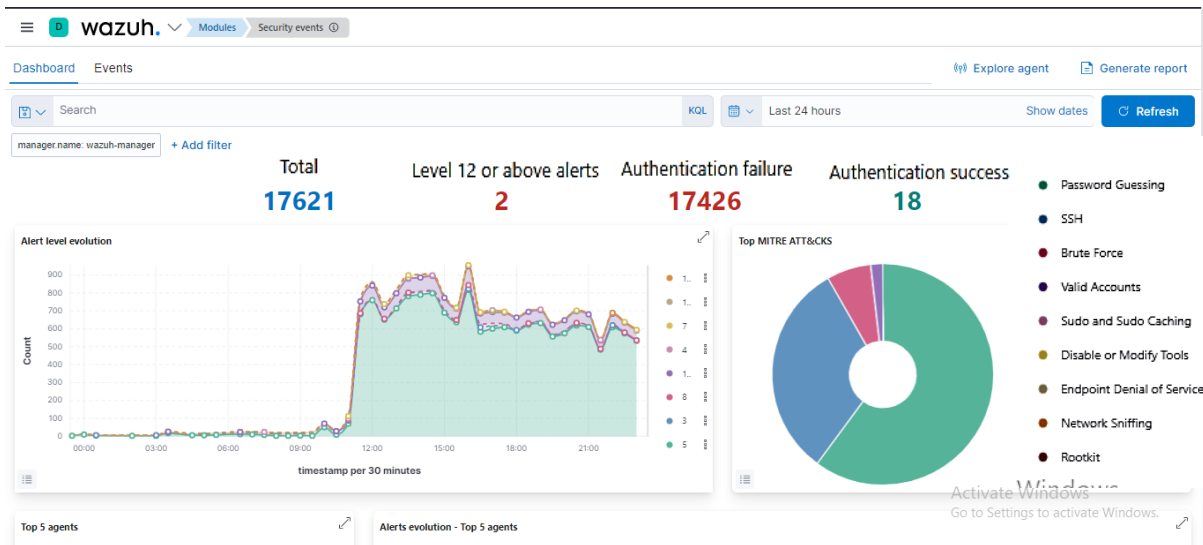 D wazuh. Modules Security events
Dashboard Events Explore agent Generate report
Search KQL Last 24 hours Show dates Refresh
manager.name: wazuh-manager + Add filter
Total Level 12 or above alerts Authentication failure Authentication success
17621 2 17426 18
Alert level evolution
900
800
700
600
500
400
300
200
100
0
Count
00:00 03:00 06:00 09:00 12:00 15:00 18:00 21:00
timestamp per 30 minutes
1..
1..
7
4
1..
8
3
5
Top MITRE ATT&CKS
Password Guessing
SSH
Brute Force
Valid Accounts
Sudo and Sudo Caching
Disable or Modify Tools
Endpoint Denial of Service
Network Sniffing
Rootkit
Activate Windows
Go to Settings to activate Windows.
Top 5 agents Alerts evolution - Top 5 agents